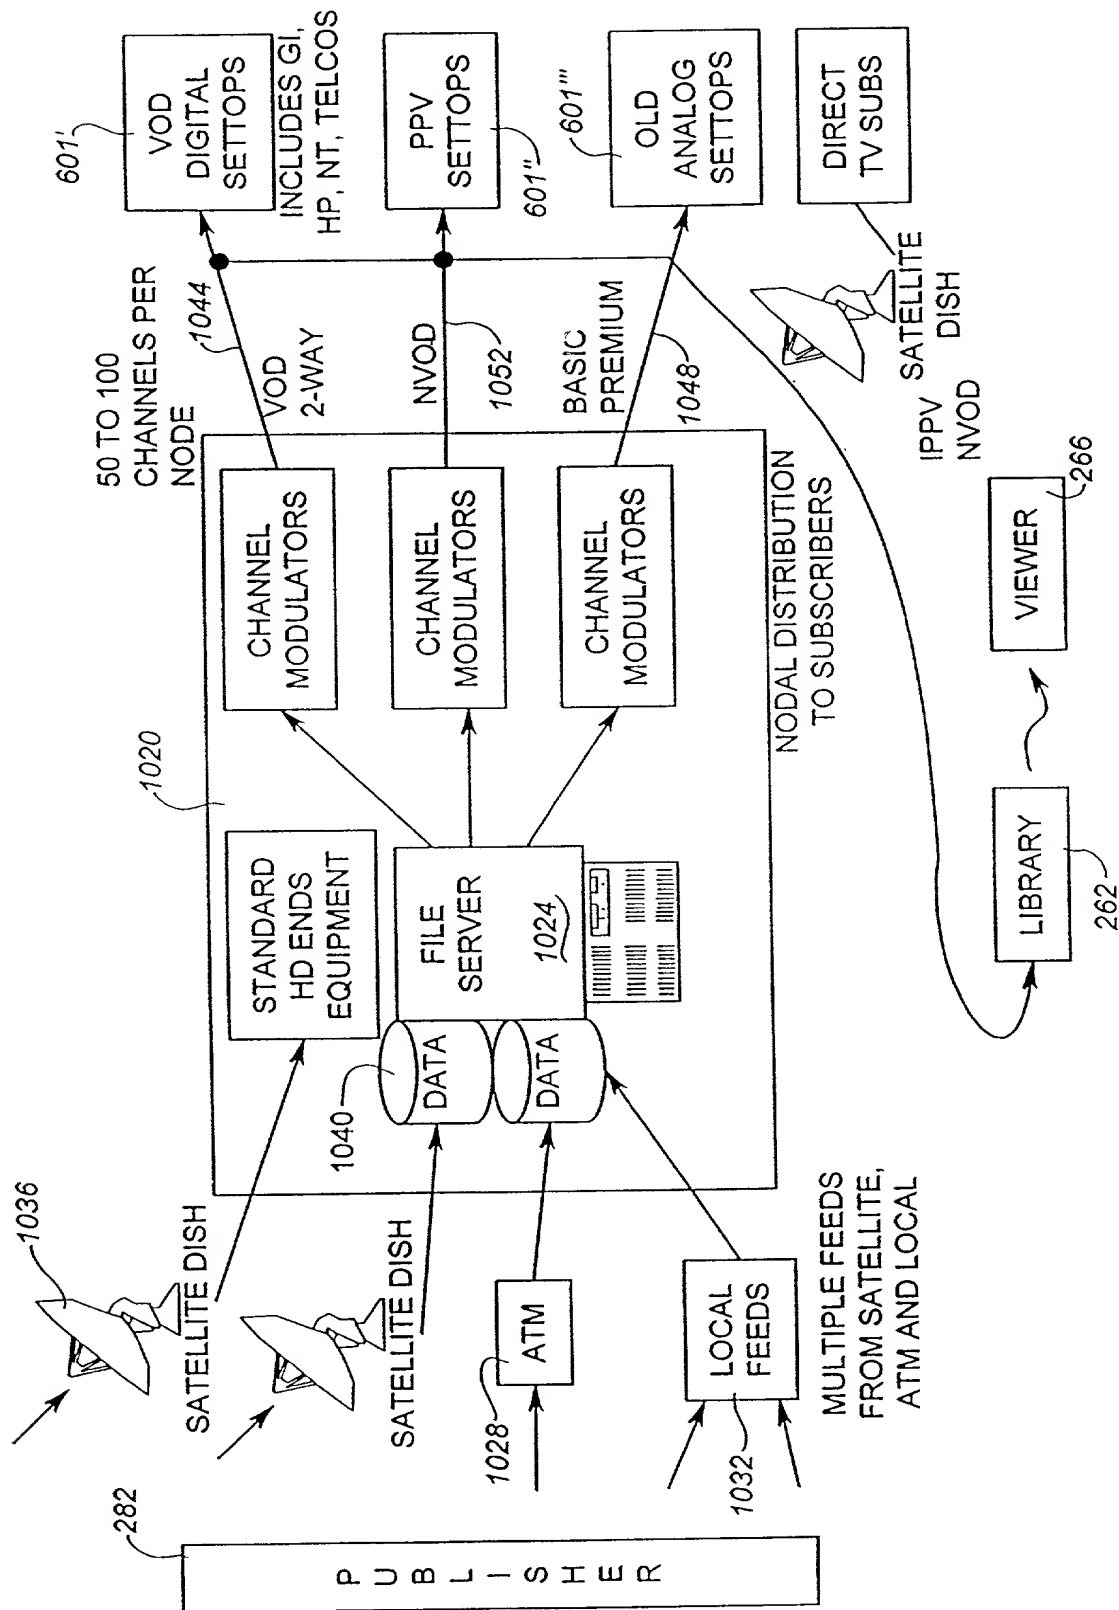 282
PUBLISHER
1036
SATELLITE DISH
SATELLITE DISH
1028
ATM
1032
LOCAL
FEEDS
MULTIPLE FEEDS
FROM SATELLITE,
ATM AND LOCAL
1020
STANDARD
HD ENDS
EQUIPMENT
1040
DATA
DATA
FILE
SERVER
1024
CHANNEL
MODULATORS
CHANNEL
MODULATORS
CHANNEL
MODULATORS
NODAL DISTRIBUTION
TO SUBSCRIBERS
50 TO 100
CHANNELS PER
NODE
1044
VOD
2-WAY
NVOD
1052
BASIC
PREMIUM
1048
601'
VOD
DIGITAL
SETTOPS
INCLUDES GI,
HP, NT, TELCOS
PPV
SETTOPS
601"
601"'
OLD
ANALOG
SETTOPS
DIRECT
TV SUBS
SATELLITE
DISH
IPPV
NVOD
LIBRARY
262
VIEWER
266